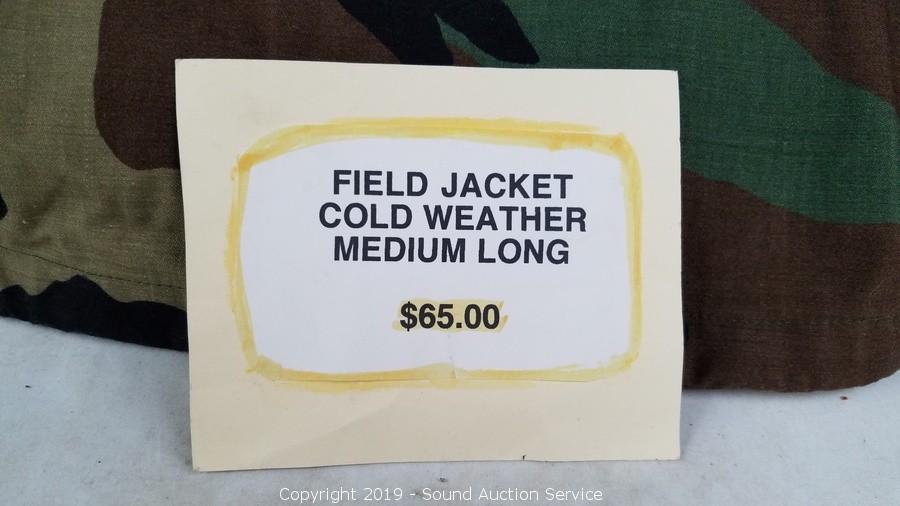 FIELD JACKET
COLD WEATHER
MEDIUM LONG
$65.00
Copyright 2019 - Sound Auction Service